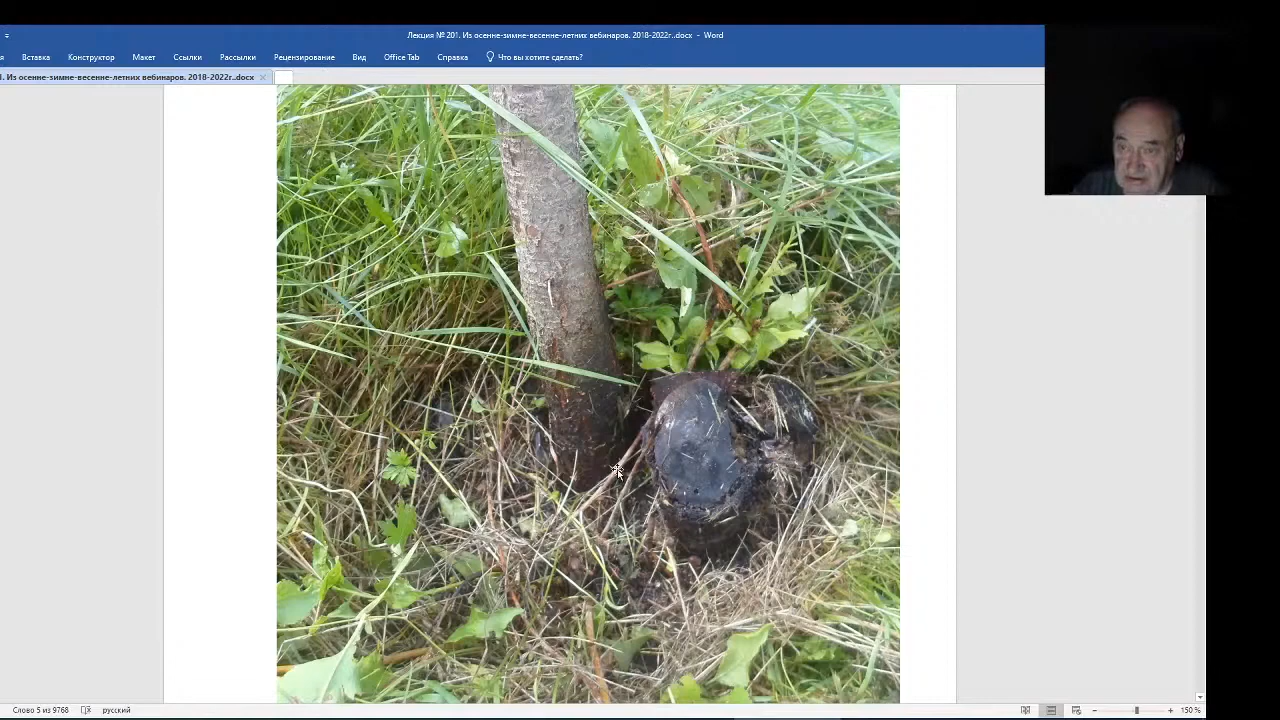 Лекция № 201. Из осенне-зимне-весенне-летних вебинаров. 2018-2022г..docx - Word
Вставка Конструктор Макет Ссылки Рассылки Рецензирование Вид Office Tab Справка Что вы хотите сделать?
. Из осенне-зимне-весенне-летних вебинаров. 2018-2022г..docx
Слово 5 из 9768 русский 150 %